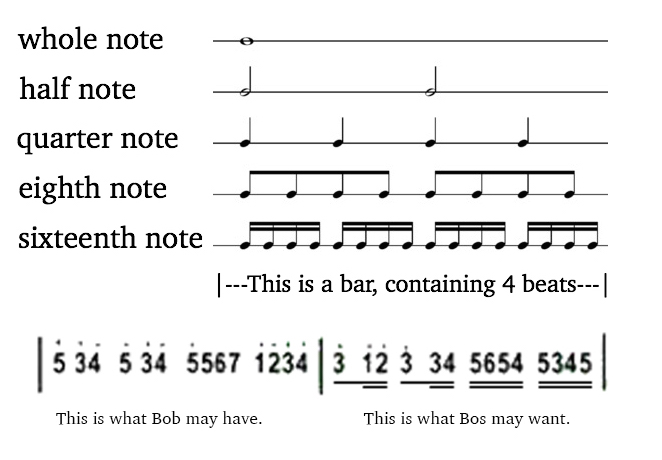 whole note
half note
quarter note
eighth note
sixteenth note
|---This is a bar, containing 4 beats---|
5 34 5 34 5567 1234 | 3 12 3 34 5654 5345
This is what Bob may have. This is what Bos may want.